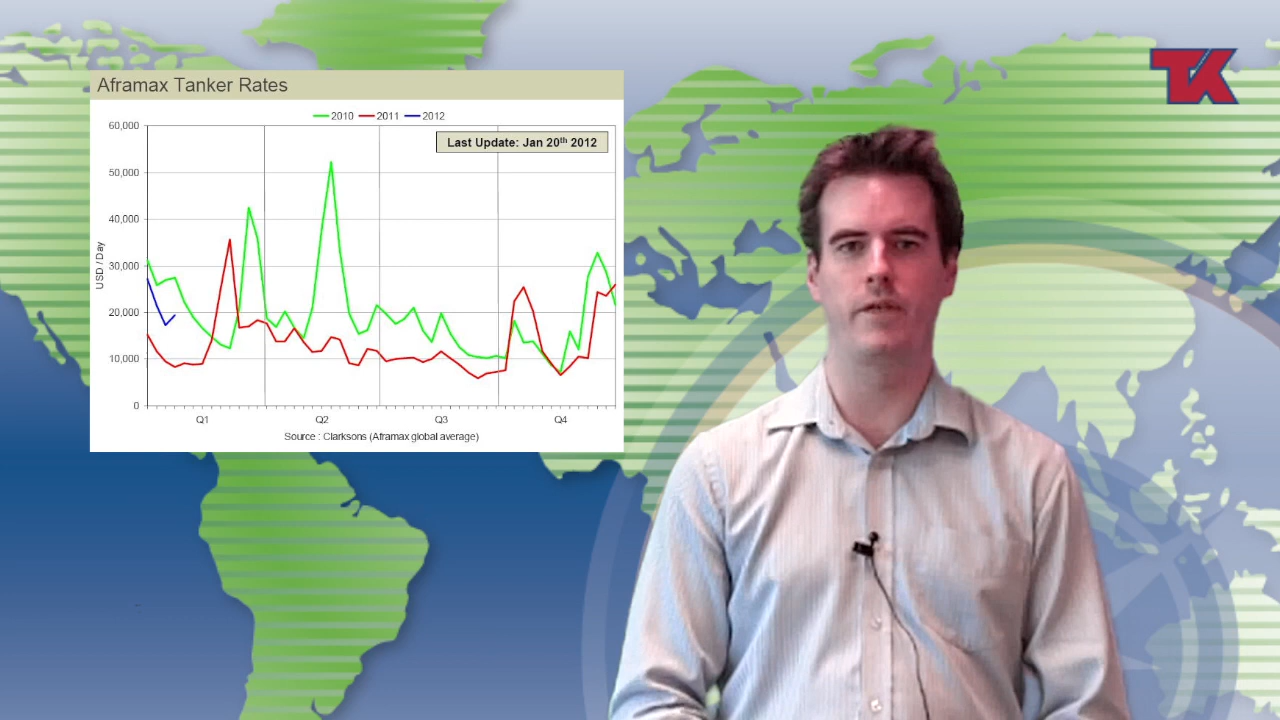 Aframax Tanker Rates
2010 2011 2012
Last Update: Jan 20th 2012
60,000
50,000
40,000
30,000
20,000
10,000
0
USD / Day
Q1 Q2 Q3 Q4
Source : Clarksons (Aframax global average)
TK